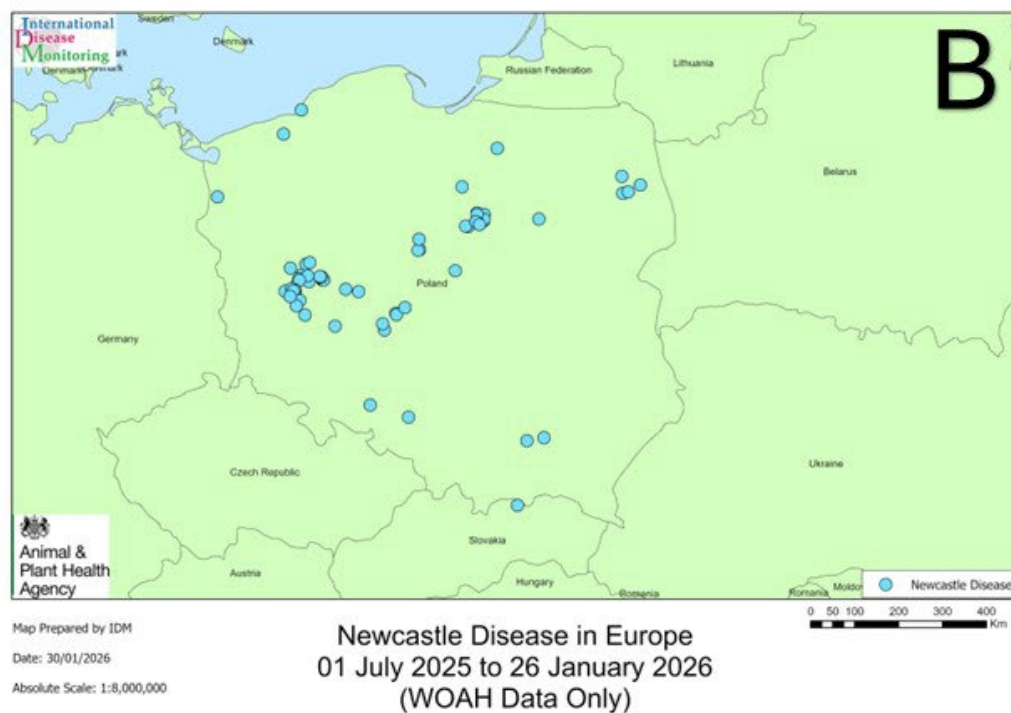 International
Disease
Monitoring
Sweden
Denmark
Denmark
B
Russian Federation
Lithuania
Belarus
Poland
Germany
Czech Republic
Ukraine
Slovakia
Austria
Hungary
Romania
Romania
Moldov
Newcastle Disease
Animal &
Plant Health
Agency
0 50 100 200 300 400
Km
Map Prepared by IDM
Date: 30/01/2026
Absolute Scale: 1:8,000,000
Newcastle Disease in Europe
01 July 2025 to 26 January 2026
(WOAH Data Only)